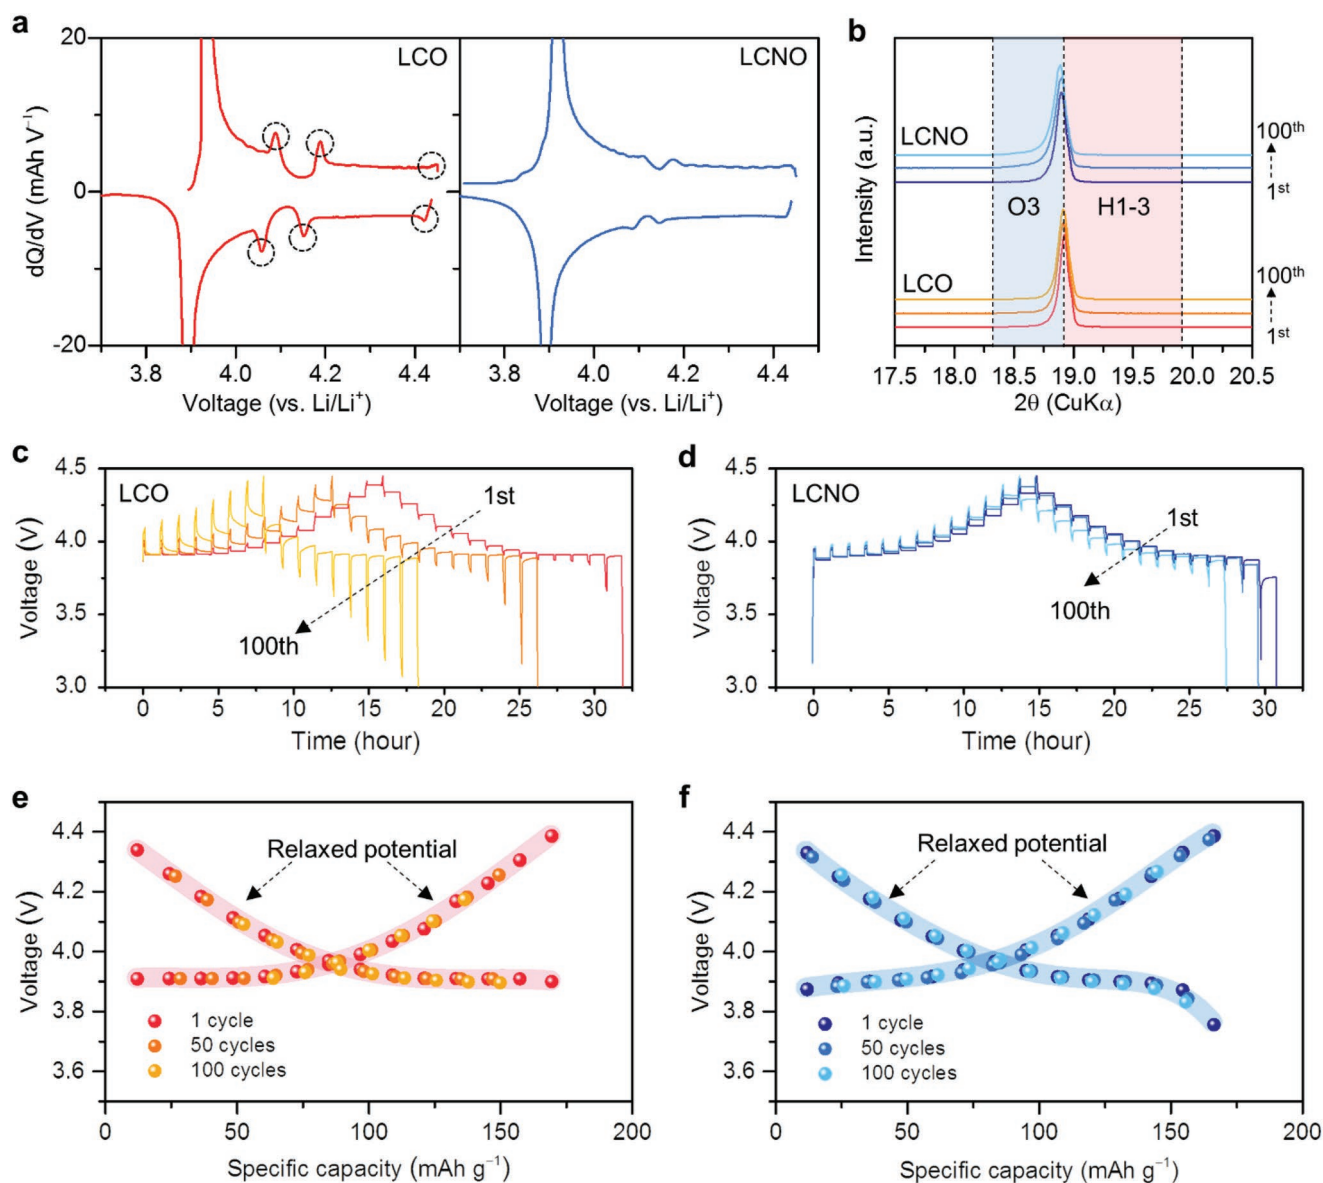 a
20
10
0
-10
-20
dQ/dV (mAh V⁻¹)
LCO
LCNO
3.8 4.0 4.2 4.4
3.8 4.0 4.2 4.4
Voltage (vs. Li/Li⁺)
Voltage (vs. Li/Li⁺)
b
Intensity (a.u.)
LCNO
100th
1st
O3
H1-3
LCO
100th
1st
17.5 18.0 18.5 19.0 19.5 20.0 20.5
2θ (CuKα)
c
4.5
4.0
3.5
3.0
Voltage (V)
LCO
1st
100th
0 5 10 15 20 25 30
Time (hour)
d
4.5
4.0
3.5
3.0
Voltage (V)
LCNO
1st
100th
0 5 10 15 20 25 30
Time (hour)
e
4.4
4.2
4.0
3.8
3.6
Voltage (V)
Relaxed potential
1 cycle
50 cycles
100 cycles
0 50 100 150 200
Specific capacity (mAh g⁻¹)
f
4.4
4.2
4.0
3.8
3.6
Voltage (V)
Relaxed potential
1 cycle
50 cycles
100 cycles
0 50 100 150 200
Specific capacity (mAh g⁻¹)